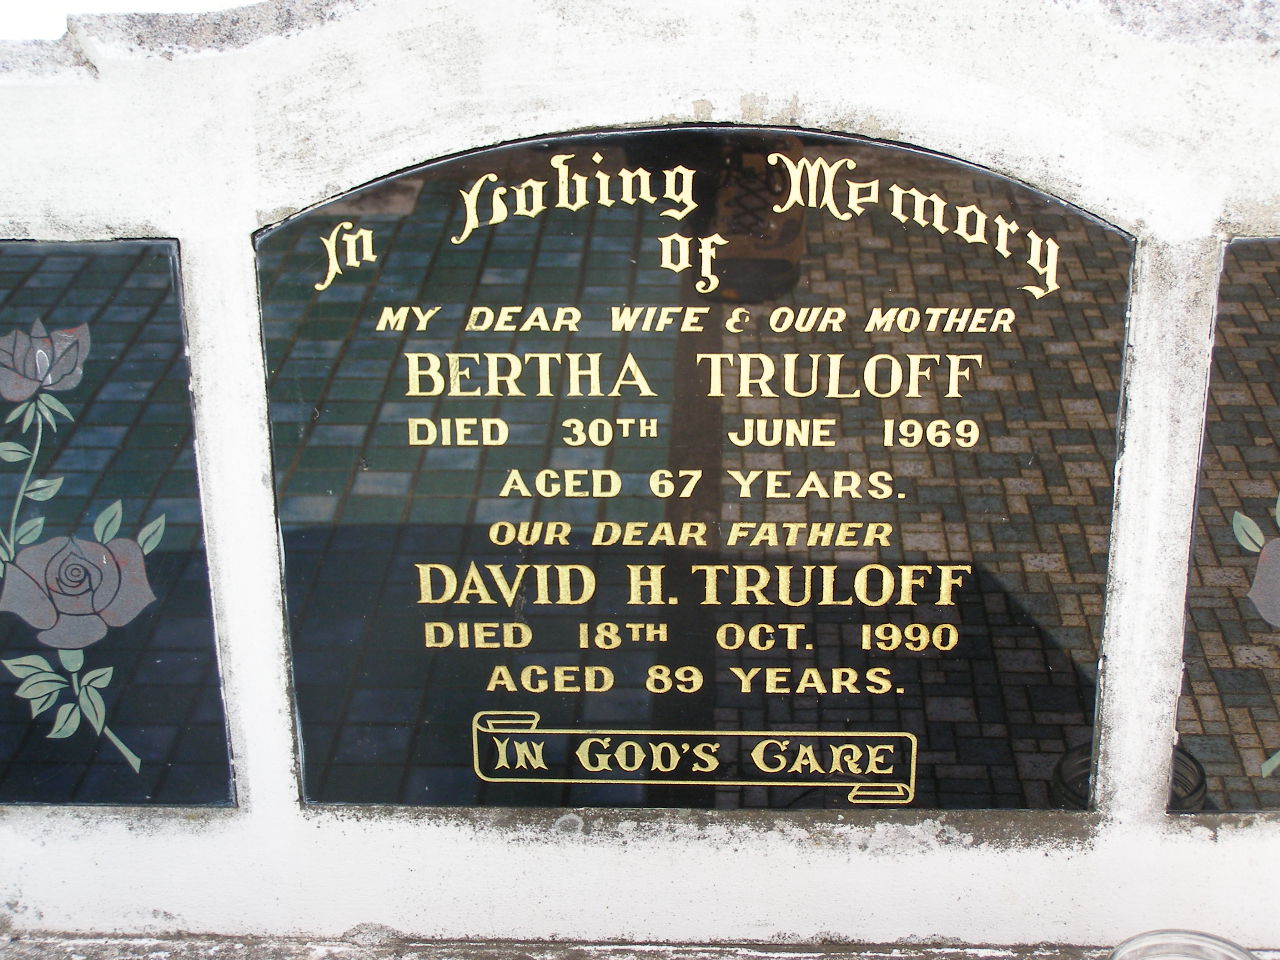 In Loving Memory
of
MY DEAR WIFE & OUR MOTHER
BERTHA TRULOFF
DIED 30TH JUNE 1969
AGED 67 YEARS.
OUR DEAR FATHER
DAVID H. TRULOFF
DIED 18TH OCT. 1990
AGED 89 YEARS.
IN GOD'S CARE